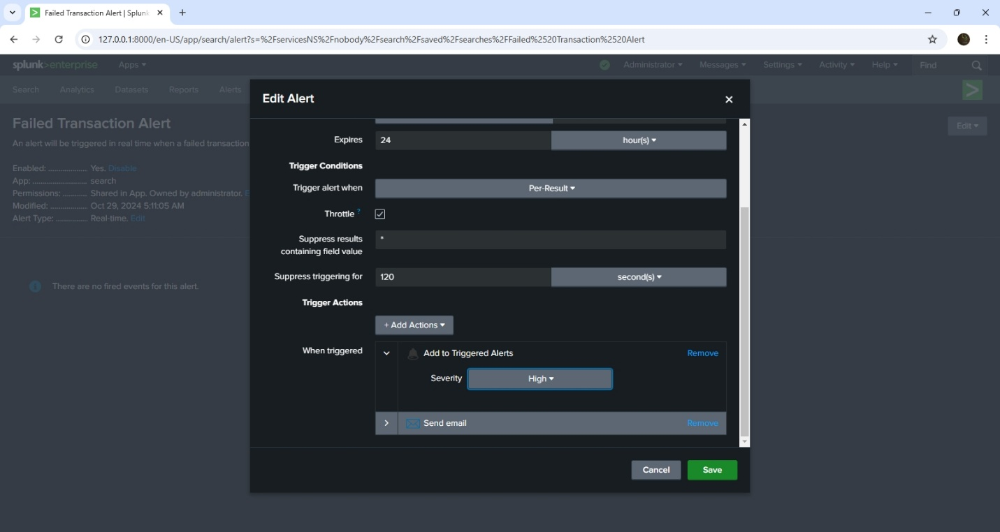 Failed Transaction Alert | Splunk
127.0.0.1:8000/en-US/app/search/alert?s=%2FservicesNS%2Fnobody%2Fsearch%2Fsaved%2Fsearches%2FFailed%2520Transaction%2520Alert
splunk>enterprise Apps Administrator Messages Settings Activity Help Find
Search Analytics Datasets Reports Alerts
Edit Alert
Failed Transaction Alert
Edit
An alert will be triggered in real time when a failed transaction
Expires 24 hour(s)
Trigger Conditions
Enabled: ................... Yes. Disable
App: .......................... search
Permissions: ............ Shared in App. Owned by administrator. E
Modified: .................. Oct 29, 2024 5:11:05 AM
Alert Type: ................ Real-time. Edit
Trigger alert when Per-Result
Throttle ?
Suppress results
containing field value *
Suppress triggering for 120 second(s)
There are no fired events for this alert.
Trigger Actions
+ Add Actions
When triggered Add to Triggered Alerts Remove
Severity High
Send email Remove
Cancel Save